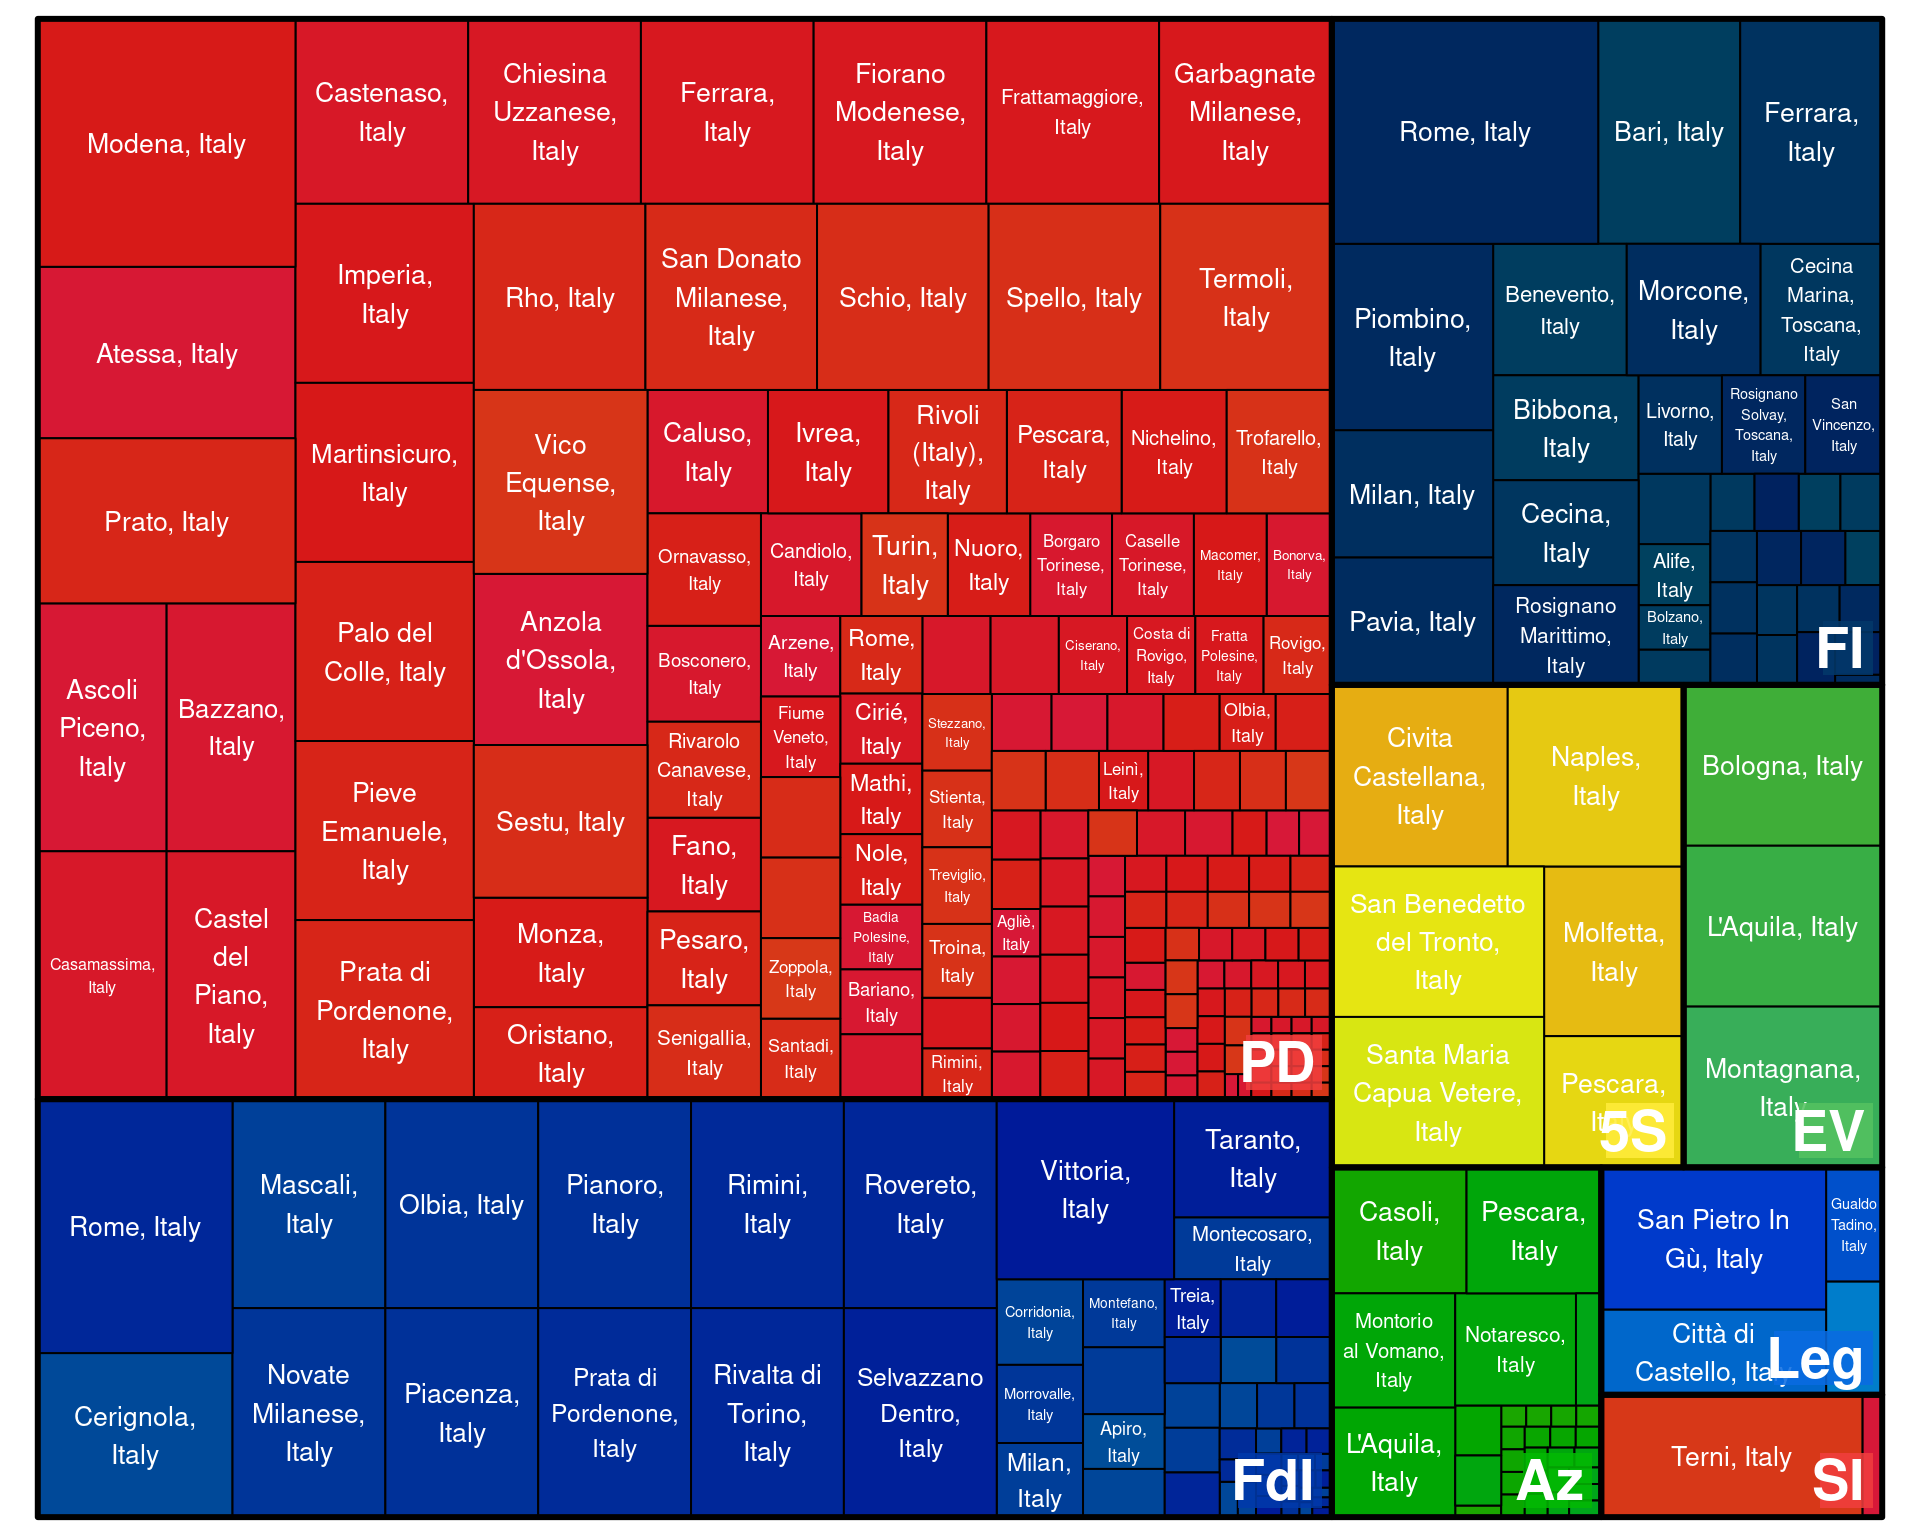 Modena, Italy
Castenaso,
Italy
Chiesina
Uzzanese,
Italy
Ferrara,
Italy
Fiorano
Modenese,
Italy
Frattamaggiore,
Italy
Garbagnate
Milanese,
Italy
Atessa, Italy
Prato, Italy
Imperia,
Italy
Rho, Italy
San Donato
Milanese,
Italy
Schio, Italy
Spello, Italy
Termoli,
Italy
Martinsicuro,
Italy
Vico
Equense,
Italy
Caluso,
Italy
Ivrea,
Italy
Rivoli
(Italy),
Italy
Pescara,
Italy
Nichelino,
Italy
Trofarello,
Italy
Ornavasso,
Italy
Candiolo,
Italy
Turin,
Italy
Nuoro,
Italy
Borgaro
Torinese,
Italy
Caselle
Torinese,
Italy
Macomer,
Italy
Bonorva,
Italy
Ascoli
Piceno,
Italy
Bazzano,
Italy
Palo del
Colle, Italy
Anzola
d'Ossola,
Italy
Bosconero,
Italy
Arzene,
Italy
Rome,
Italy
Ciserano,
Italy
Costa di
Rovigo,
Italy
Fratta
Polesine,
Italy
Rovigo,
Italy
Fiume
Veneto,
Italy
Cirié,
Italy
Stezzano,
Italy
Olbia,
Italy
Pieve
Emanuele,
Italy
Sestu, Italy
Rivarolo
Canavese,
Italy
Mathi,
Italy
Stienta,
Italy
Leinì,
Italy
Fano,
Italy
Nole,
Italy
Treviglio,
Italy
Casamassima,
Italy
Castel
del
Piano,
Italy
Prata di
Pordenone,
Italy
Monza,
Italy
Pesaro,
Italy
Zoppola,
Italy
Badia
Polesine,
Italy
Troina,
Italy
Agliè,
Italy
Bariano,
Italy
Oristano,
Italy
Senigallia,
Italy
Santadi,
Italy
Rimini,
Italy
PD
Rome, Italy
Bari, Italy
Ferrara,
Italy
Piombino,
Italy
Benevento,
Italy
Morcone,
Italy
Cecina
Marina,
Toscana,
Italy
Bibbona,
Italy
Livorno,
Italy
Rosignano
Solvay,
Toscana,
Italy
San
Vincenzo,
Italy
Milan, Italy
Cecina,
Italy
Alife,
Italy
Pavia, Italy
Rosignano
Marittimo,
Italy
Bolzano,
Italy
FI
Civita
Castellana,
Italy
Naples,
Italy
San Benedetto
del Tronto,
Italy
Molfetta,
Italy
Santa Maria
Capua Vetere,
Italy
Pescara,
5S
Bologna, Italy
L'Aquila, Italy
Montagnana,
Italy
EV
Rome, Italy
Mascali,
Italy
Olbia, Italy
Pianoro,
Italy
Rimini,
Italy
Rovereto,
Italy
Vittoria,
Italy
Taranto,
Italy
Montecosaro,
Italy
Cerignola,
Italy
Novate
Milanese,
Italy
Piacenza,
Italy
Prata di
Pordenone,
Italy
Rivalta di
Torino,
Italy
Selvazzano
Dentro,
Italy
Corridonia,
Italy
Montefano,
Italy
Treia,
Italy
Morrovalle,
Italy
Apiro,
Italy
Milan,
Italy
FdI
Casoli,
Italy
Pescara,
Italy
Montorio
al Vomano,
Italy
Notaresco,
Italy
L'Aquila,
Italy
Az
San Pietro In
Gù, Italy
Gualdo
Tadino,
Italy
Città di
Castello, Italy
Leg
Terni, Italy
SI